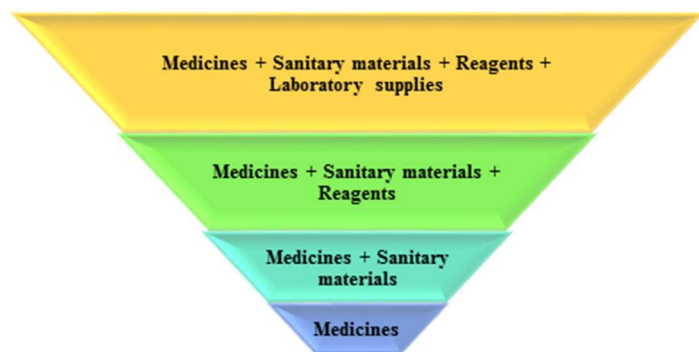 Medicines + Sanitary materials + Reagents +
Laboratory supplies
Medicines + Sanitary materials +
Reagents
Medicines + Sanitary
materials
Medicines